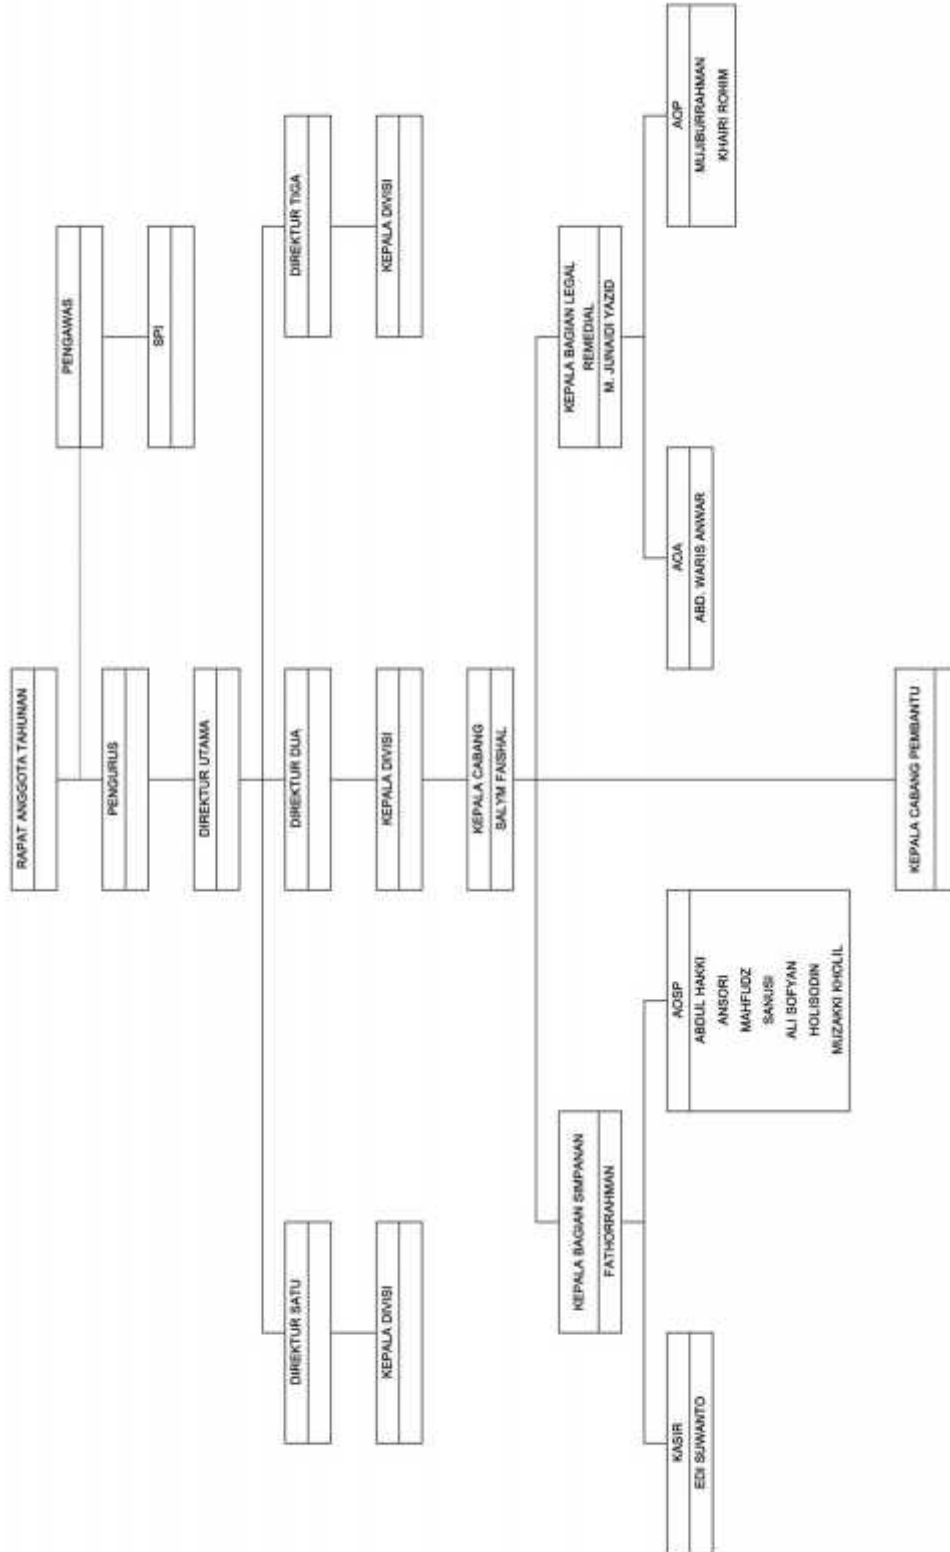 RAPAT ANGGOTA TAHUNAN
PENGAWAS
PENGURUS
SPI
DIREKTUR UTAMA
DIREKTUR SATU
DIREKTUR DUA
DIREKTUR TIGA
KEPALA DIVISI
KEPALA DIVISI
KEPALA DIVISI
KEPALA CABANG
SALYM FAISHAL
KEPALA BAGIAN SIMPANAN
FATHORRAHMAN
KEPALA BAGIAN LEGAL
REMEDIAL
M. JUNAIDI YAZID
KASIR
EDI SUWANTO
AOSP
ABDUL HAKKI
ANSORI
MAHFUDZ
SANUSI
ALI SOFYAN
HOLISODIN
MUZAKKI KHOLIL
AOA
ABD. WARIS ANWAR
AOP
MUJIBURRAHMAN
KHAIRI ROHIM
KEPALA CABANG PEMBANTU